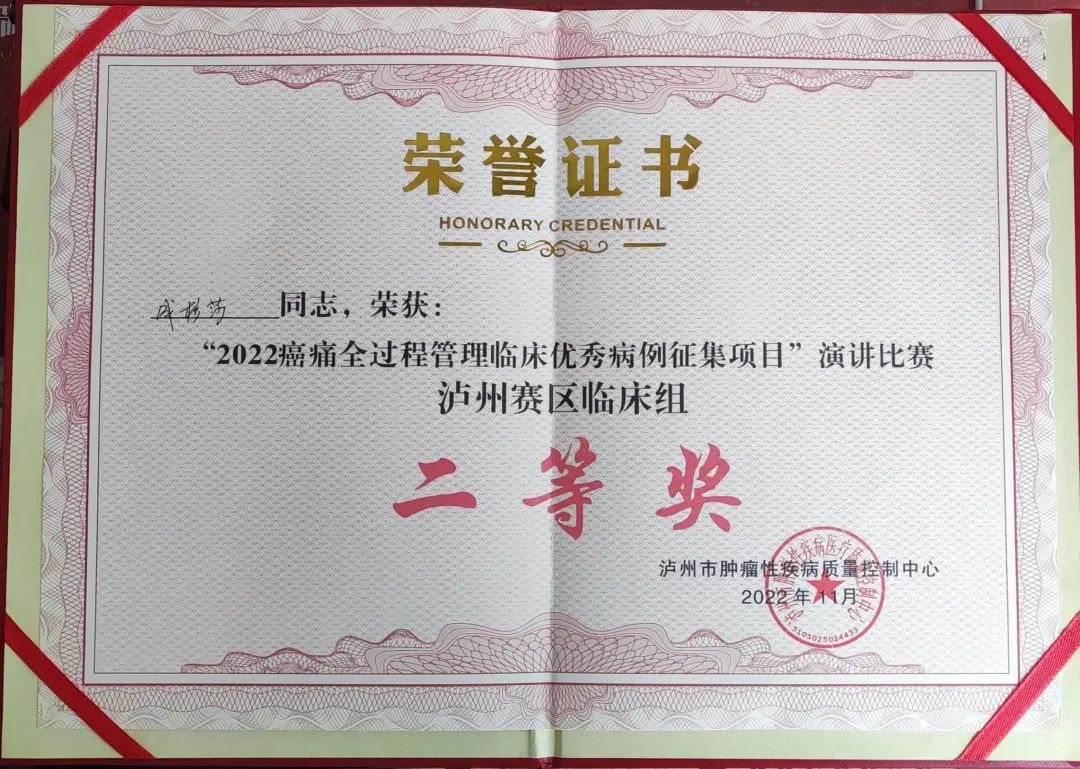 荣誉证书
HONORARY CREDENTIAL
同志，荣获：
“2022癌痛全过程管理临床优秀病例征集项目”演讲比赛
泸州赛区临床组
二等奖
泸州市肿瘤性疾病质量控制中心
2022年11月
5105025024433